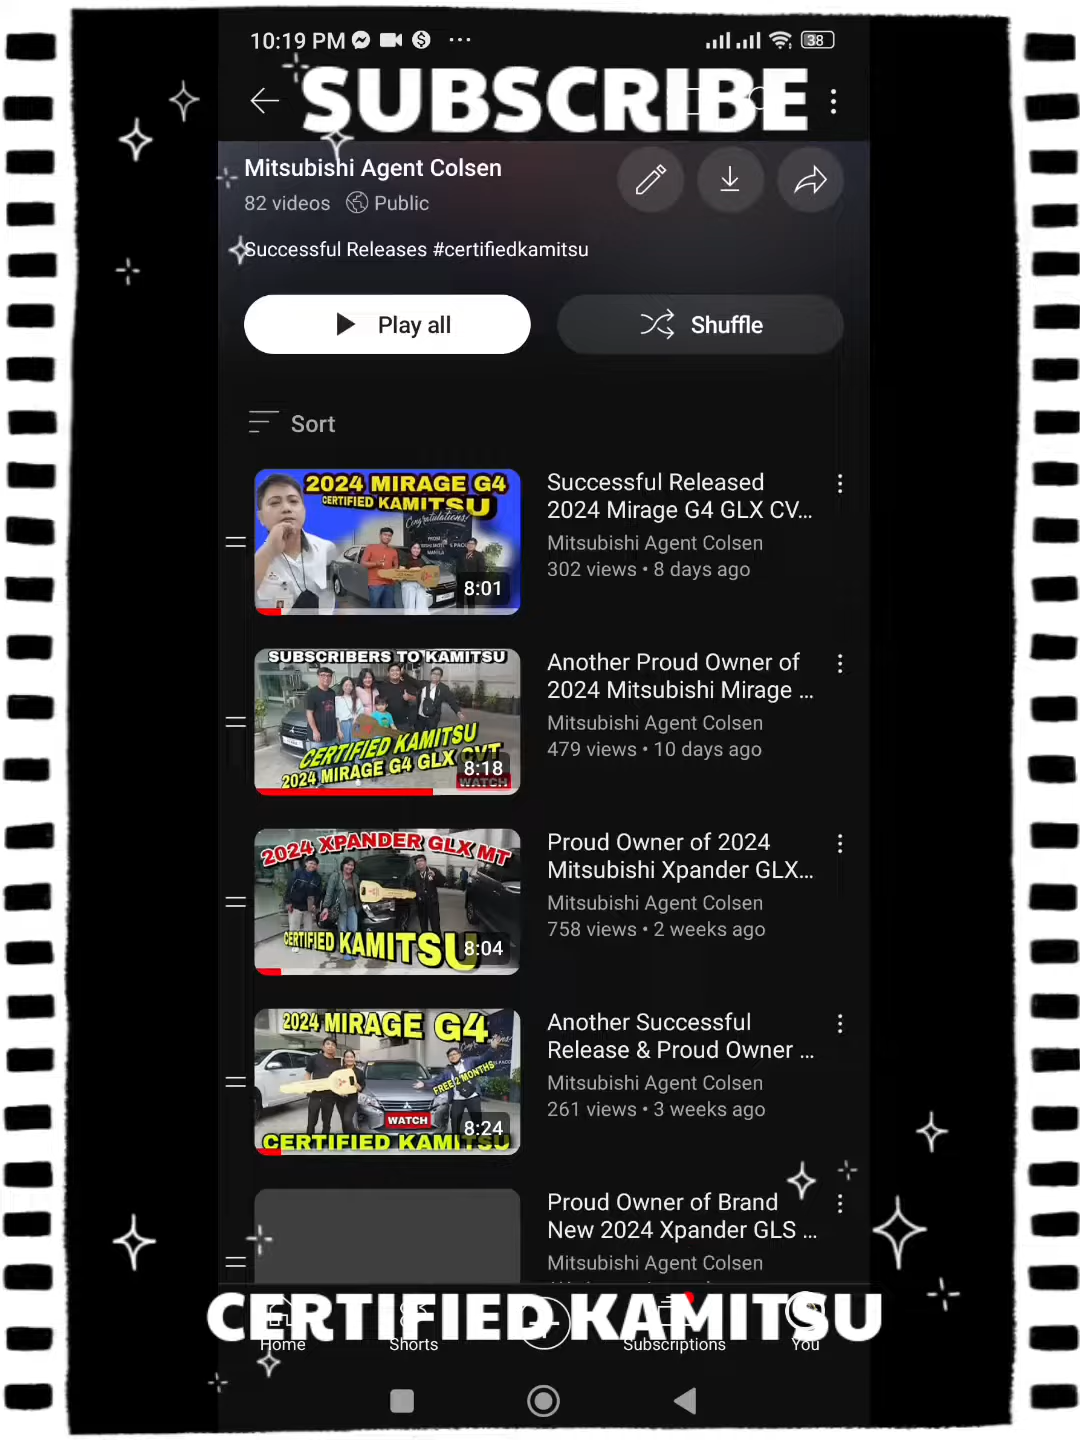 10:19 PM
38
SUBSCRIBE
Mitsubishi Agent Colsen
82 videos Public
Successful Releases #certifiedkamitsu
Play all
Shuffle
Sort
2024 MIRAGE G4
CERTIFIED KAMITSU
Congratulations!
8:01
Successful Released
2024 Mirage G4 GLX CV...
Mitsubishi Agent Colsen
302 views • 8 days ago
SUBSCRIBERS TO KAMITSU
CERTIFIED KAMITSU
2024 MIRAGE G4 GLX CVT
8:18
WATCH
Another Proud Owner of
2024 Mitsubishi Mirage ...
Mitsubishi Agent Colsen
479 views • 10 days ago
2024 XPANDER GLX MT
CERTIFIED KAMITSU
8:04
Proud Owner of 2024
Mitsubishi Xpander GLX...
Mitsubishi Agent Colsen
758 views • 2 weeks ago
2024 MIRAGE G4
FREE 2 MONTHS
WATCH
8:24
CERTIFIED KAMITSU
Another Successful
Release & Proud Owner ...
Mitsubishi Agent Colsen
261 views • 3 weeks ago
Proud Owner of Brand
New 2024 Xpander GLS ...
Mitsubishi Agent Colsen
CERTIFIED KAMITSU
Home
Shorts
Subscriptions
You